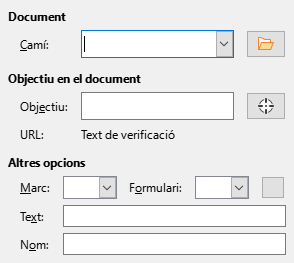 Document
Camí:
Objectiu en el document
Objectiu:
URL: Text de verificació
Altres opcions
Marc: Formulari:
Text:
Nom: